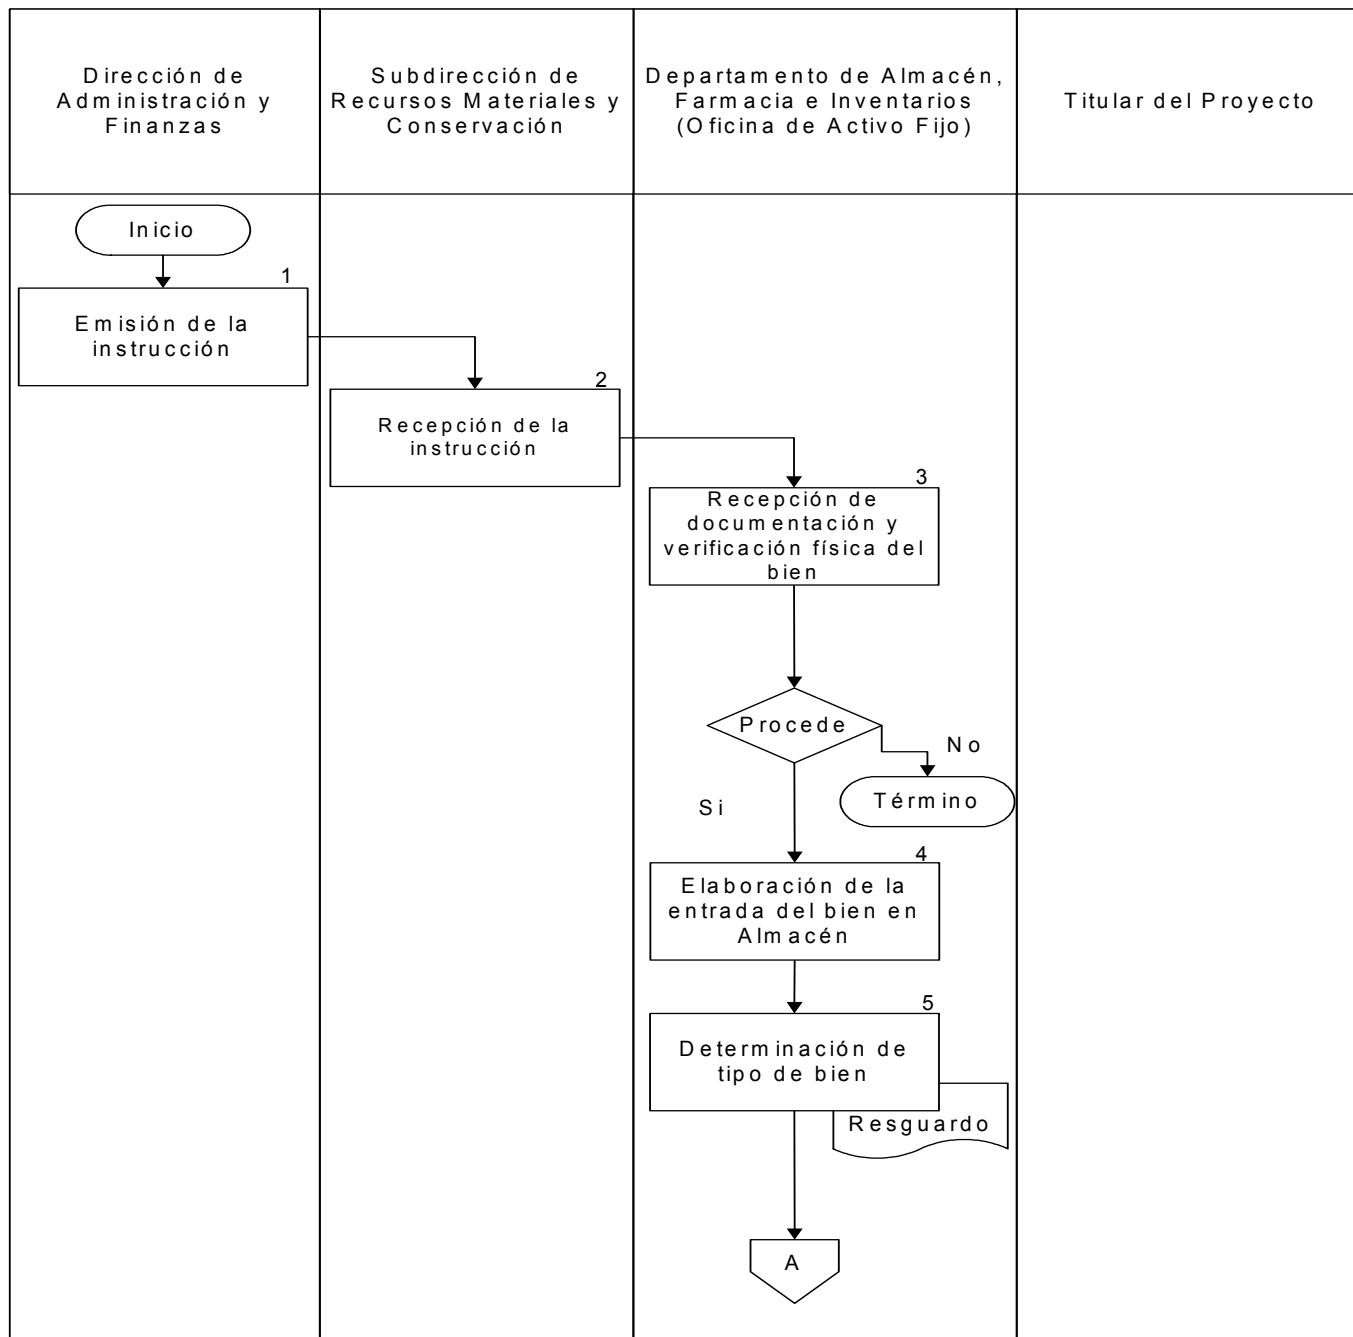 Dirección de
Administración y
Finanzas
Subdirección de
Recursos Materiales y
Conservación
Departamento de Almacén,
Farmacia e Inventarios
(Oficina de Activo Fijo)
Titular del Proyecto
Inicio
1
Emisión de la
instrucción
2
Recepción de la
instrucción
3
Recepción de
documentación y
verificación física del
bien
Procede
No
Término
Si
4
Elaboración de la
entrada del bien en
Almacén
5
Determinación de
tipo de bien
Resguardo
A